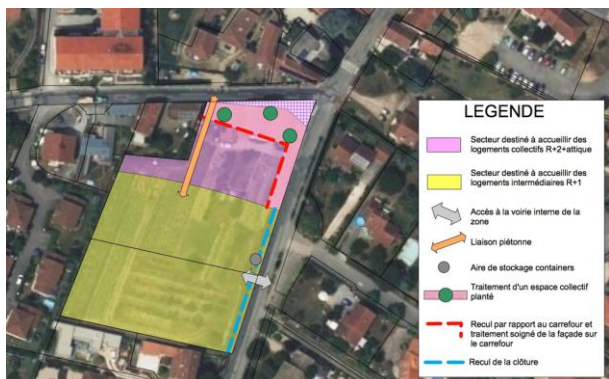 LEGENDE
Secteur destiné à accueillir des
logements collectifs R+2+attique
Secteur destiné à accueillir des
logements intermédiaires R+1
Accès à la voirie interne de la
zone
Liaison piétonne
Aire de stockage containers
Traitement d'un espace collectif
planté
Recul par rapport au carrefour et
traitement soigné de la façade sur
le carrefour
Recul de la clôture